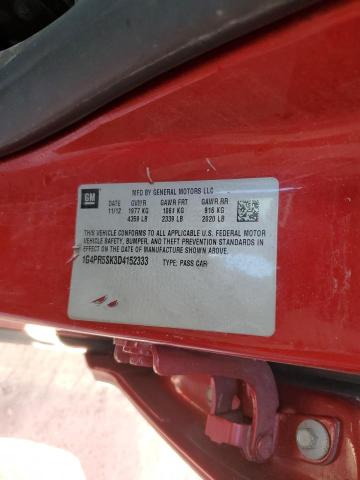 GM
MFD BY GENERAL MOTORS LLC
DATE GVWR GAWR FRT GAWR RR
11/12 1977 KG 1061 KG 916 KG
4359 LB 2339 LB 2020 LB
THIS VEHICLE CONFORMS TO ALL APPLICABLE U.S. FEDERAL MOTOR
VEHICLE SAFETY, BUMPER, AND THEFT PREVENTION STANDARDS
IN EFFECT ON THE DATE OF MANUFACTURE SHOWN ABOVE.
1G4PR5SK3D4152333 TYPE: PASS CAR